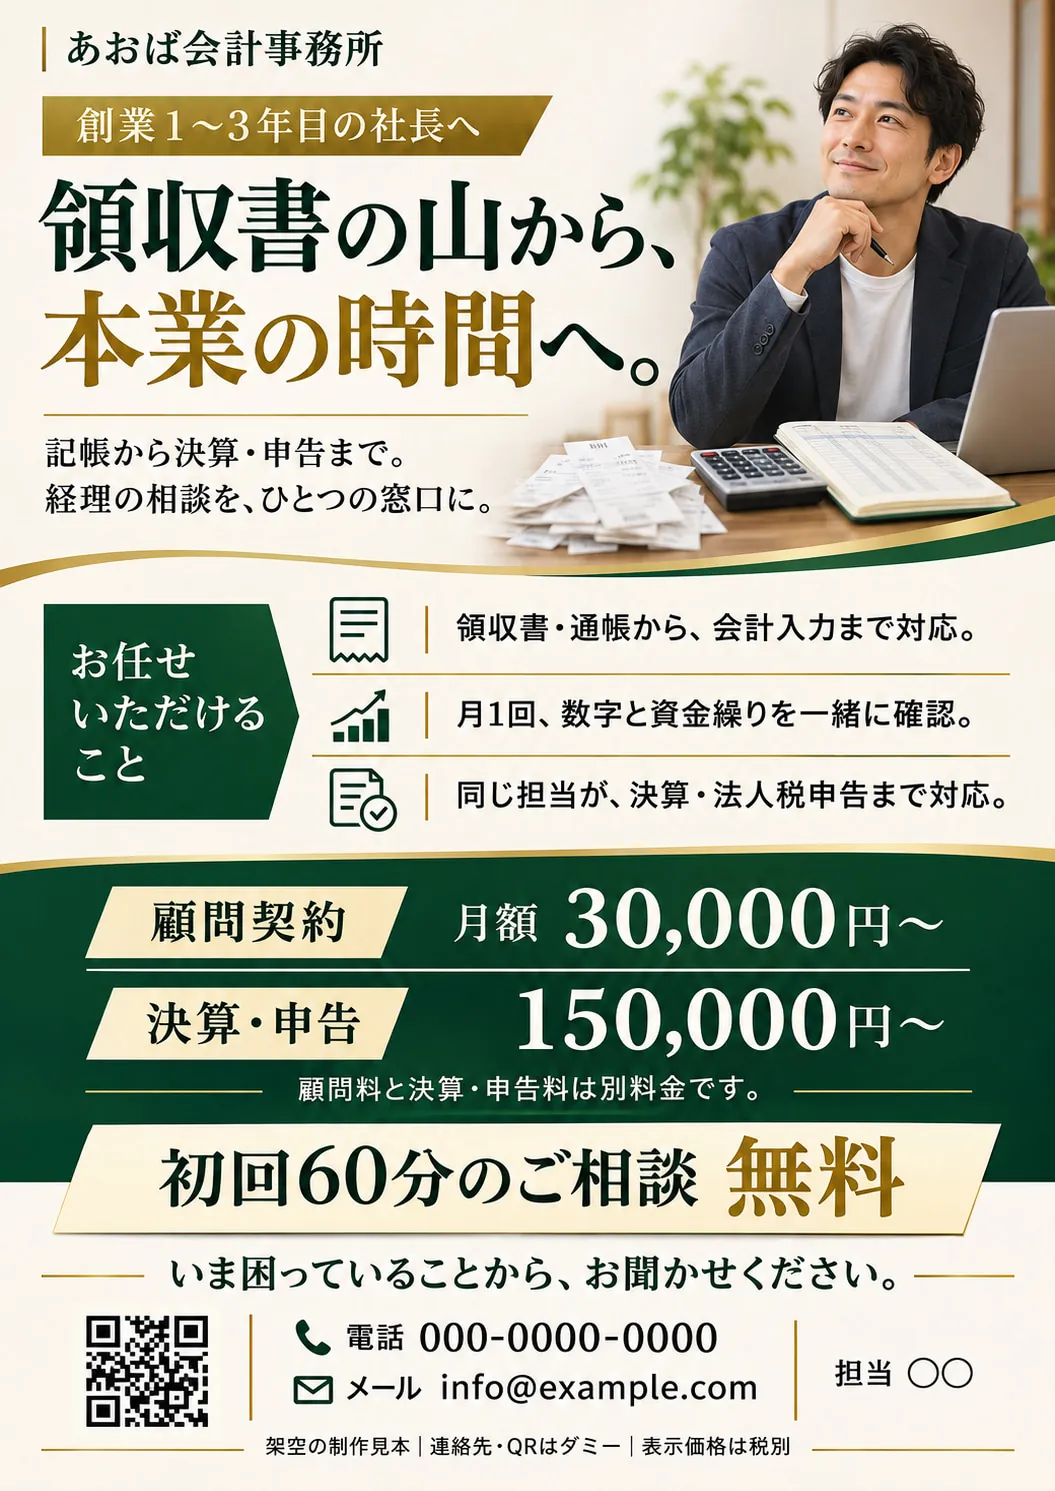 あおば会計事務所
創業1〜3年目の社長へ
領収書の山から、
本業の時間へ。
記帳から決算・申告まで。
経理の相談を、ひとつの窓口に。
お任せ
いただける
こと
領収書・通帳から、会計入力まで対応。
月1回、数字と資金繰りを一緒に確認。
同じ担当が、決算・法人税申告まで対応。
顧問契約 月額 30,000円〜
決算・申告 150,000円〜
顧問料と決算・申告料は別料金です。
初回60分のご相談 無料
いま困っていることから、お聞かせください。
電話 000-0000-0000
メール info@example.com
担当 〇〇
架空の制作見本｜連絡先・QRはダミー｜表示価格は税別